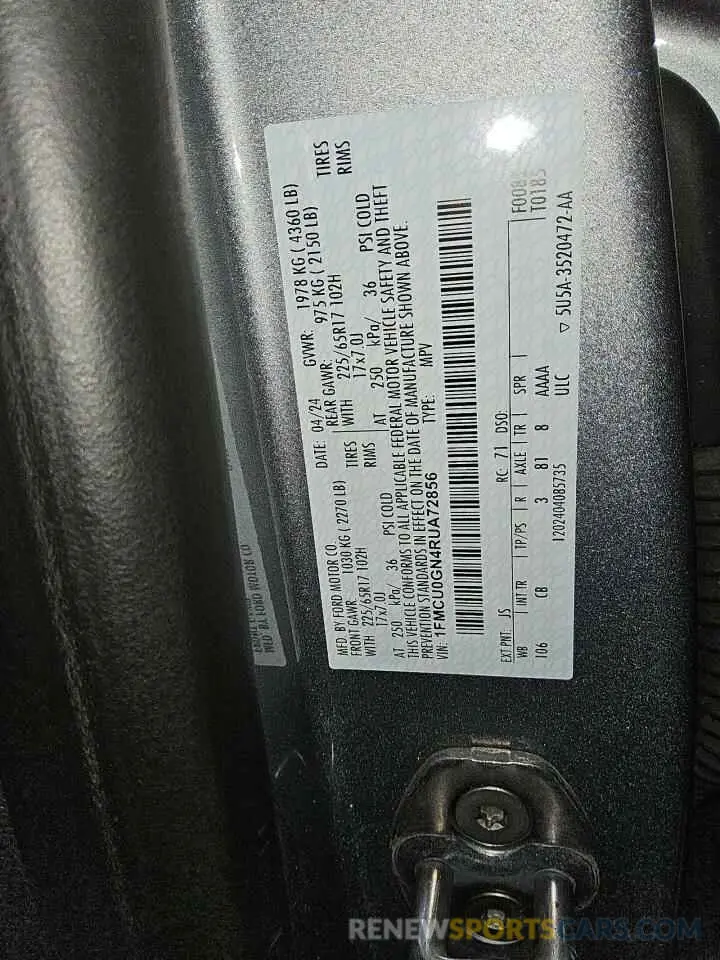 MFD. BY FORD MOTOR CO.
DATE: 04/24 GVWR: 1978 KG ( 4360 LB)
FRONT GAWR: 1030 KG ( 2270 LB) REAR GAWR: 975 KG ( 2150 LB)
WITH 225/65R17 102H TIRES WITH 225/65R17 102H TIRES
17x7.0J RIMS 17x7.0J RIMS
AT 250 kPa/ 36 PSI COLD AT 250 kPa/ 36 PSI COLD
THIS VEHICLE CONFORMS TO ALL APPLICABLE FEDERAL MOTOR VEHICLE SAFETY AND THEFT
PREVENTION STANDARDS IN EFFECT ON THE DATE OF MANUFACTURE SHOWN ABOVE.
VIN: 1FMCU0GN4RUA72856 TYPE: MPV
EXT PNT: JS RC: 71 DSO:
WB INT TR TP/PS R AXLE TR SPR
106 CB 3 81 8 AAAA
T0185
ULC
1202404085735
▽ 5U5A-3520472-AA
RENEWSPORTSCARS.COM